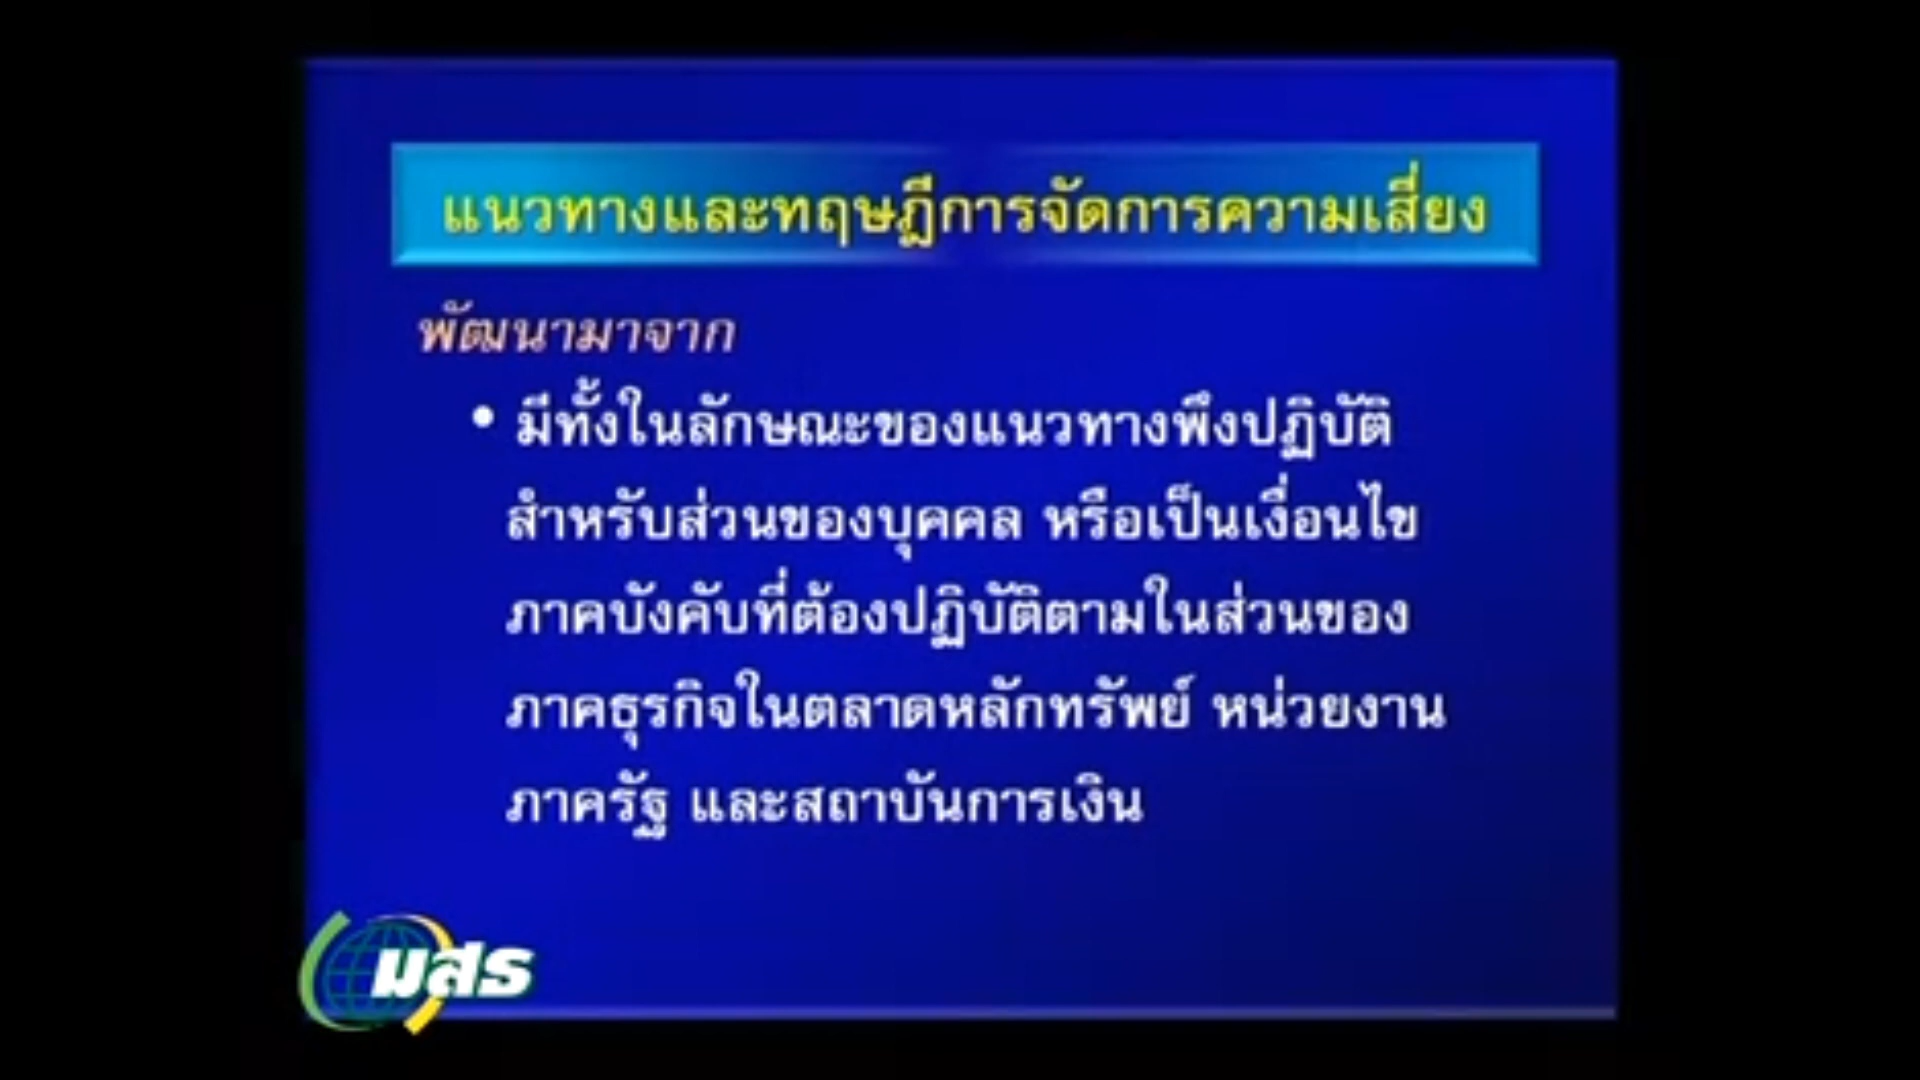 แนวทางและทฤษฎีการจัดการความเสี่ยง
พัฒนามาจาก
• มีทั้งในลักษณะของแนวทางพึงปฏิบัติ
สำหรับส่วนของบุคคล หรือเป็นเงื่อนไข
ภาคบังคับที่ต้องปฏิบัติตามในส่วนของ
ภาคธุรกิจในตลาดหลักทรัพย์ หน่วยงาน
ภาครัฐ และสถาบันการเงิน
มสธ